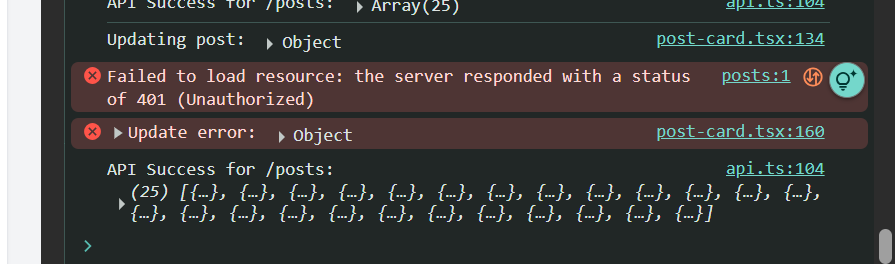 API Success for /posts: ▶ Array(25) api.ts:104
Updating post: ▶ Object post-card.tsx:134
Failed to load resource: the server responded with a status posts:1
of 401 (Unauthorized)
▶ Update error: ▶ Object post-card.tsx:160
API Success for /posts: api.ts:104
▶ (25) [{…}, {…}, {…}, {…}, {…}, {…}, {…}, {…}, {…}, {…}, {…}, {…}, {…},
{…}, {…}, {…}, {…}, {…}, {…}, {…}, {…}, {…}, {…}, {…}, {…}]
>